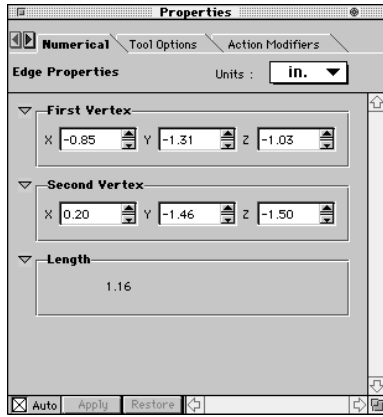 Properties
Numerical Tool Options Action Modifiers
Edge Properties Units : in.
First Vertex
X -0.85 Y -1.31 Z -1.03
Second Vertex
X 0.20 Y -1.46 Z -1.50
Length
1.16
Auto Apply Restore